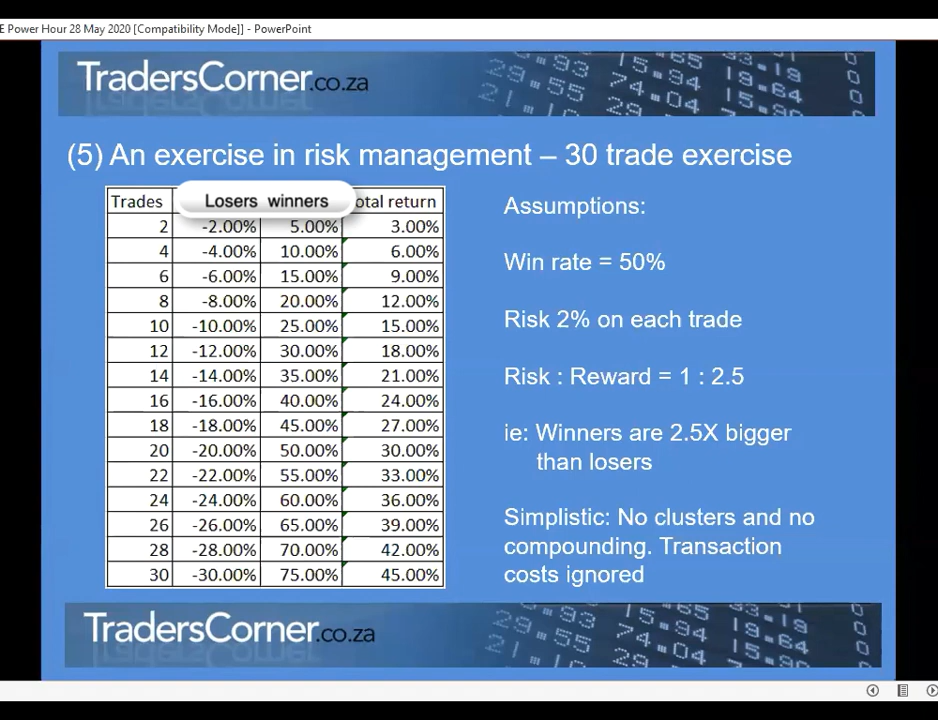 E Power Hour 28 May 2020 [Compatibility Mode]] - PowerPoint
TradersCorner.co.za
(5) An exercise in risk management – 30 trade exercise
Trades Losers winners otal return
2 -2.00% 5.00% 3.00%
4 -4.00% 10.00% 6.00%
6 -6.00% 15.00% 9.00%
8 -8.00% 20.00% 12.00%
10 -10.00% 25.00% 15.00%
12 -12.00% 30.00% 18.00%
14 -14.00% 35.00% 21.00%
16 -16.00% 40.00% 24.00%
18 -18.00% 45.00% 27.00%
20 -20.00% 50.00% 30.00%
22 -22.00% 55.00% 33.00%
24 -24.00% 60.00% 36.00%
26 -26.00% 65.00% 39.00%
28 -28.00% 70.00% 42.00%
30 -30.00% 75.00% 45.00%
Assumptions:
Win rate = 50%
Risk 2% on each trade
Risk : Reward = 1 : 2.5
ie: Winners are 2.5X bigger
than losers
Simplistic: No clusters and no
compounding. Transaction
costs ignored
TradersCorner.co.za